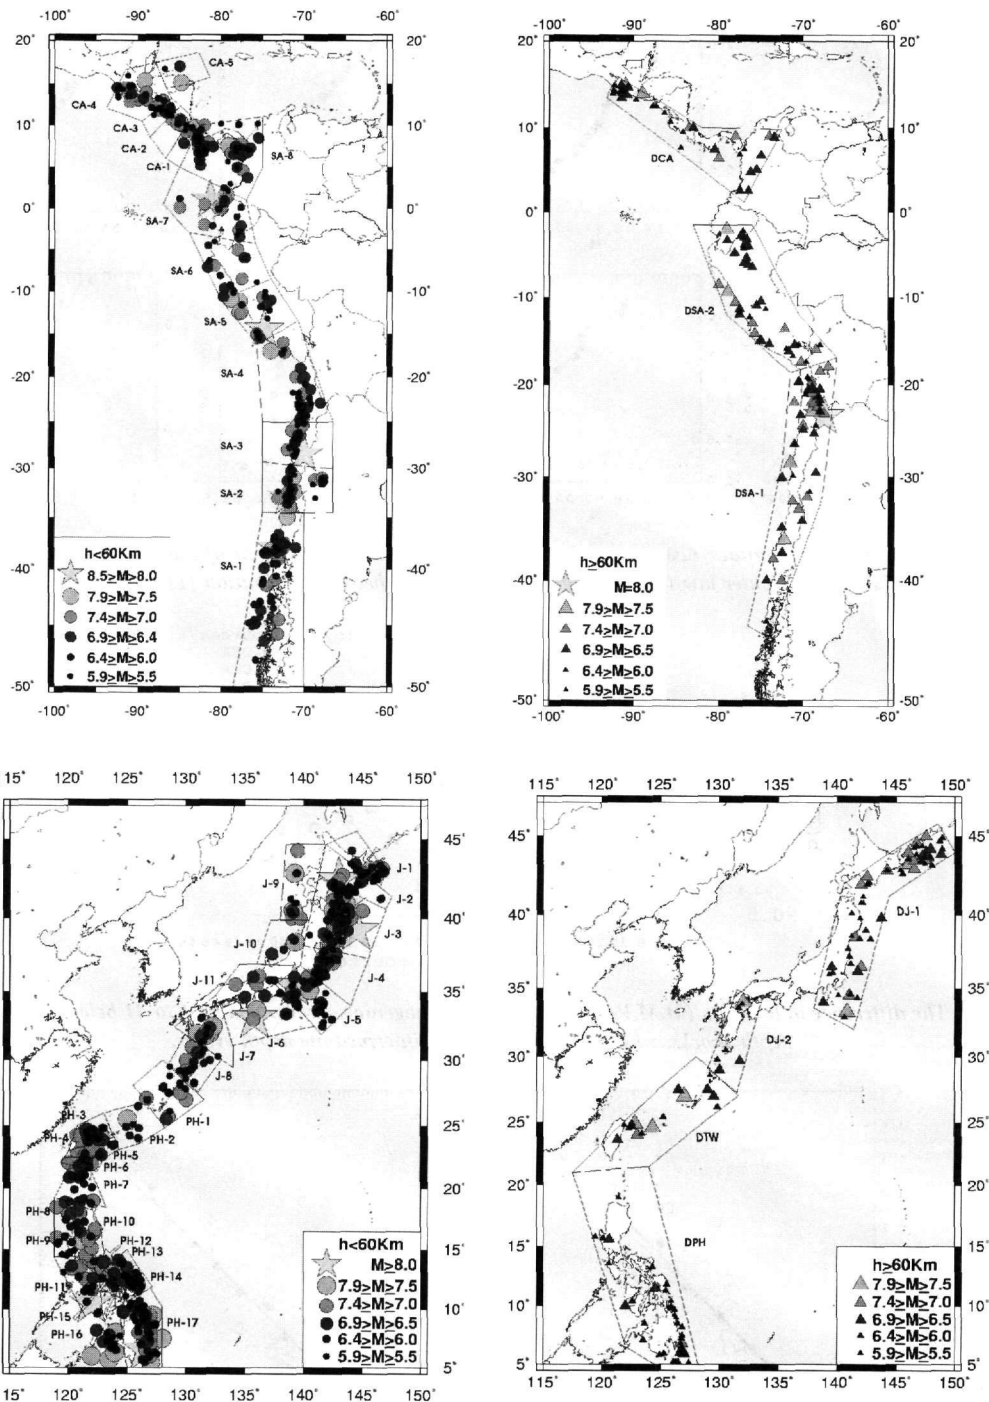 -100° -90° -80° -70° -60°
20° 20°
CA-5
CA-4
CA-3
10° 10°
CA-2
SA-8
CA-1
0° 0°
SA-7
SA-6
-10° -10°
SA-5
SA-4
-20° -20°
SA-3
-30° -30°
SA-2
SA-1
h<60Km
8.5≥M≥8.0
-40° -40°
7.9≥M≥7.5
7.4≥M≥7.0
6.9≥M≥6.4
6.4≥M≥6.0
5.9≥M≥5.5
-50° -50°
-100° -90° -80° -70° -60°
-100° -90° -80° -70° -60°
20° 20°
10° 10°
DCA
0° 0°
DSA-2
-10° -10°
-20° -20°
-30° -30°
DSA-1
h≥60Km
M=8.0
-40° -40°
7.9≥M≥7.5
7.4≥M≥7.0
6.9≥M≥6.5
6.4≥M≥6.0
5.9≥M≥5.5
-50° -50°
-100° -90° -80° -70° -60°
15° 120° 125° 130° 135° 140° 145° 150°
45° 45°
J-1
J-9
J-2
40° 40°
J-3
J-10
J-11
J-4
35° 35°
J-5
J-6
J-7
30° 30°
J-8
PH-3
PH-1
25° 25°
PH-4
PH-2
PH-5
PH-6
20° 20°
PH-7
PH-8
PH-10
PH-9
PH-12
15° 15°
PH-13
PH-11
PH-14
10° 10°
PH-15
PH-17
PH-16
5° 5°
h<60Km
M≥8.0
7.9≥M≥7.5
7.4≥M≥7.0
6.9≥M≥6.5
6.4≥M≥6.0
5.9≥M≥5.5
15° 120° 125° 130° 135° 140° 145° 150°
115° 120° 125° 130° 135° 140° 145° 150°
45° 45°
40° 40°
DJ-1
35° 35°
DJ-2
30° 30°
25° 25°
DTW
20° 20°
DPH
15° 15°
10° 10°
5° 5°
h≥60Km
7.9≥M≥7.5
7.4≥M≥7.0
6.9≥M≥6.5
6.4≥M≥6.0
5.9≥M≥5.5
115° 120° 125° 130° 135° 140° 145° 150°